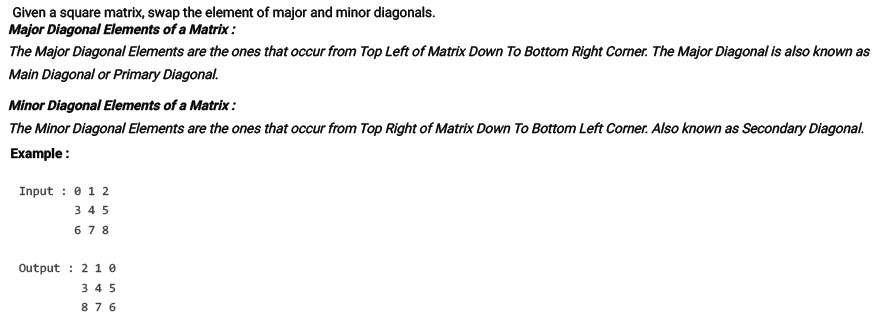 Given a square matrix, swap the element of major and minor diagonals.
Major Diagonal Elements of a Matrix :
The Major Diagonal Elements are the ones that occur from Top Left of Matrix Down To Bottom Right Corner. The Major Diagonal is also known as
Main Diagonal or Primary Diagonal.
Minor Diagonal Elements of a Matrix :
The Minor Diagonal Elements are the ones that occur from Top Right of Matrix Down To Bottom Left Corner. Also known as Secondary Diagonal.
Example :
Input : 0 1 2
3 4 5
6 7 8
Output : 2 1 0
3 4 5
8 7 6